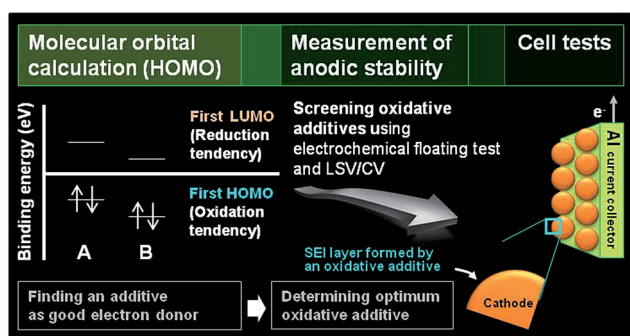 Molecular orbital
calculation (HOMO)
Measurement of
anodic stability
Cell tests
Binding energy (eV)
First LUMO
(Reduction
tendency)
First HOMO
(Oxidation
tendency)
A
B
Screening oxidative
additives using
electrochemical floating test
and LSV/CV
e-
Al
current collector
SEI layer formed by
an oxidative additive
Cathode
Finding an additive
as good electron donor
Determining optimum
oxidative additive